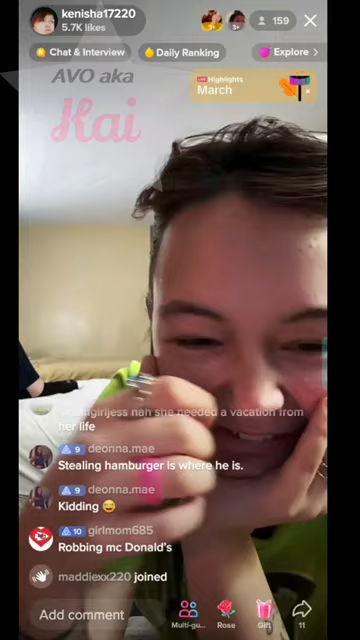 kenisha17220
5.7K likes
159
Chat & Interview
Daily Ranking
Explore >
AVO aka
Hai
LIVE Highlights
March
nah she needed a vacation from
her life
9 deonna.mae
Stealing hamburger is where he is.
9 deonna.mae
Kidding 😂
10 girlmom685
Robbing mc Donald's
maddiexx220 joined
Add comment
Multi-gu...
Rose
Gift
11